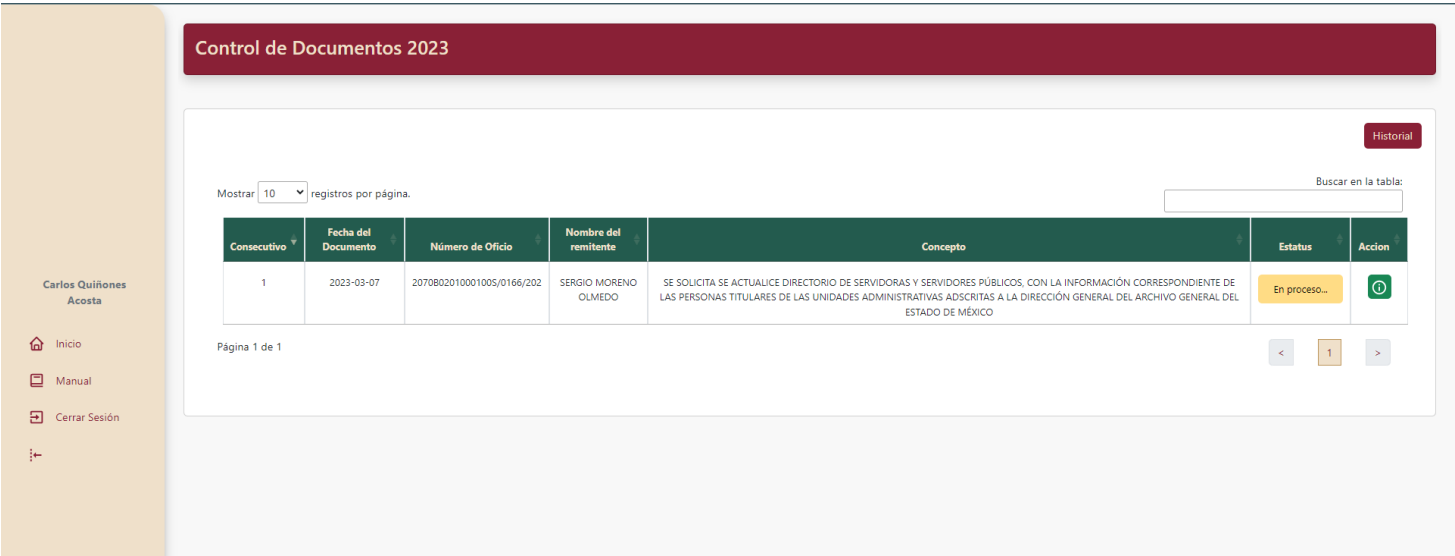 Control de Documentos 2023
Historial
Mostrar 10 registros por página.
Buscar en la tabla:
Consecutivo
Fecha del
Documento
Número de Oficio
Nombre del
remitente
Concepto
Estatus
Accion
1
2023-03-07
2070B0201000100S/0166/202
SERGIO MORENO
OLMEDO
SE SOLICITA SE ACTUALICE DIRECTORIO DE SERVIDORAS Y SERVIDORES PÚBLICOS, CON LA INFORMACIÓN CORRESPONDIENTE DE
LAS PERSONAS TITULARES DE LAS UNIDADES ADMINISTRATIVAS ADSCRITAS A LA DIRECCIÓN GENERAL DEL ARCHIVO GENERAL DEL
ESTADO DE MÉXICO
En proceso...
Página 1 de 1
< 1 >
Carlos Quiñones
Acosta
Inicio
Manual
Cerrar Sesión